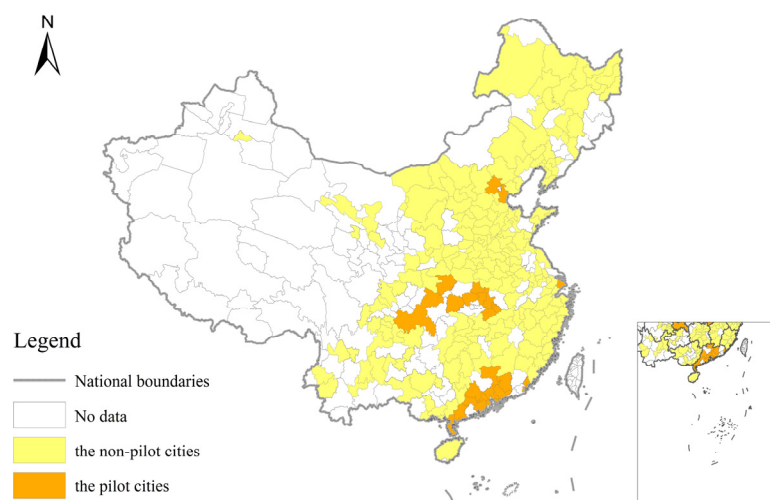 N
Legend
National boundaries
No data
the non-pilot cities
the pilot cities